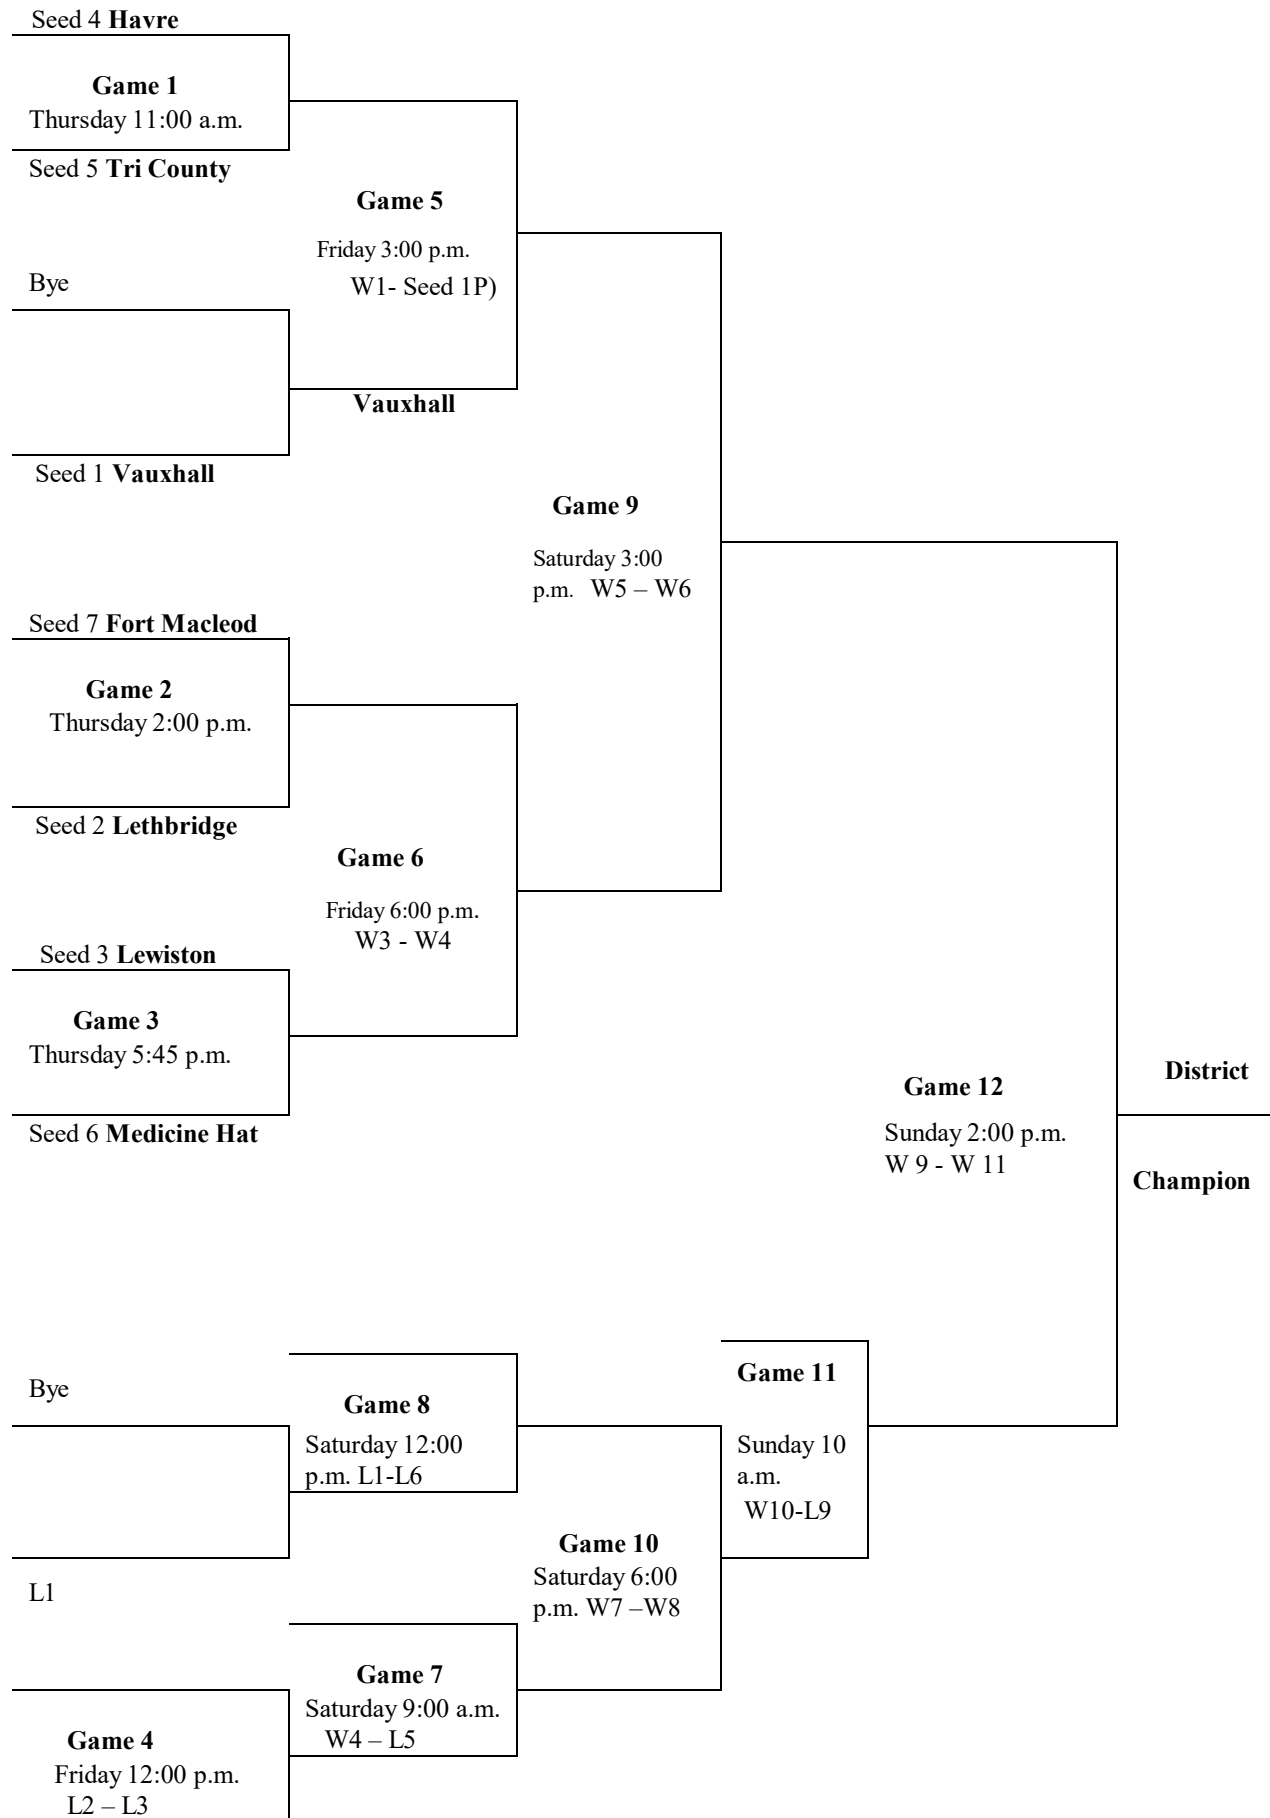 Seed 4 Havre
Game 1
Thursday 11:00 a.m.
Seed 5 Tri County
Game 5
Friday 3:00 p.m.
W1- Seed 1P)
Bye
Vauxhall
Seed 1 Vauxhall
Game 9
Saturday 3:00
p.m. W5 – W6
Seed 7 Fort Macleod
Game 2
Thursday 2:00 p.m.
Seed 2 Lethbridge
Game 6
Friday 6:00 p.m.
W3 - W4
Seed 3 Lewiston
Game 3
Thursday 5:45 p.m.
Seed 6 Medicine Hat
Game 12
Sunday 2:00 p.m.
W 9 - W 11
District
Champion
Bye
Game 8
Saturday 12:00
p.m. L1-L6
Game 11
Sunday 10
a.m.
W10-L9
L1
Game 10
Saturday 6:00
p.m. W7 –W8
Game 7
Saturday 9:00 a.m.
W4 – L5
Game 4
Friday 12:00 p.m.
L2 – L3